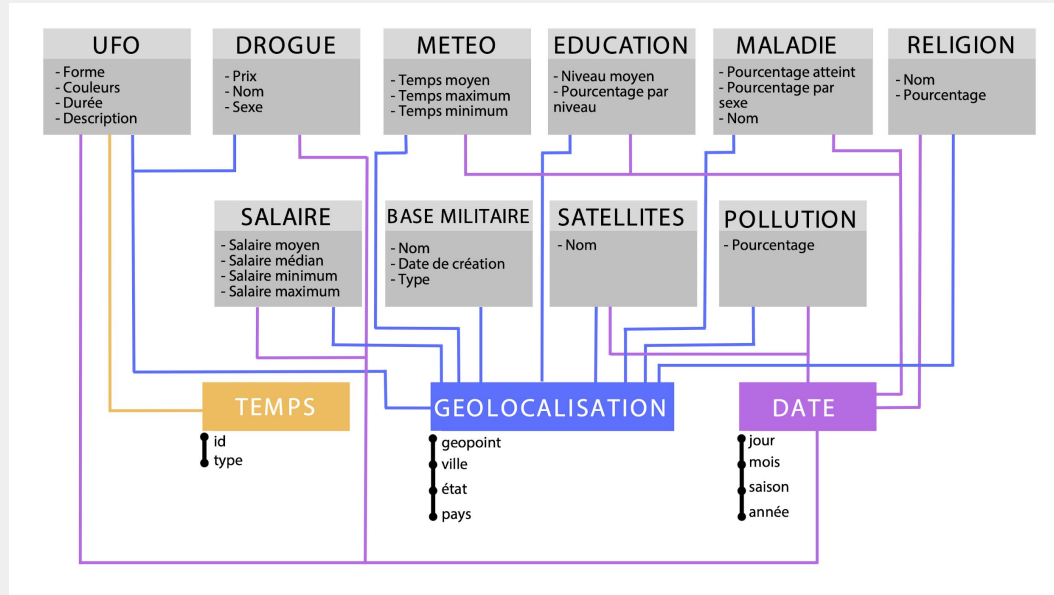 UFO
- Forme
- Couleurs
- Durée
- Description
DROGUE
- Prix
- Nom
- Sexe
METEO
- Temps moyen
- Temps maximum
- Temps minimum
EDUCATION
- Niveau moyen
- Pourcentage par
niveau
MALADIE
- Pourcentage atteint
- Pourcentage par
sexe
- Nom
RELIGION
- Nom
- Pourcentage
SALAIRE
- Salaire moyen
- Salaire médian
- Salaire minimum
- Salaire maximum
BASE MILITAIRE
- Nom
- Date de création
- Type
SATELLITES
- Nom
POLLUTION
- Pourcentage
TEMPS
id
type
GEOLOCALISATION
geopoint
ville
état
pays
DATE
jour
mois
saison
année